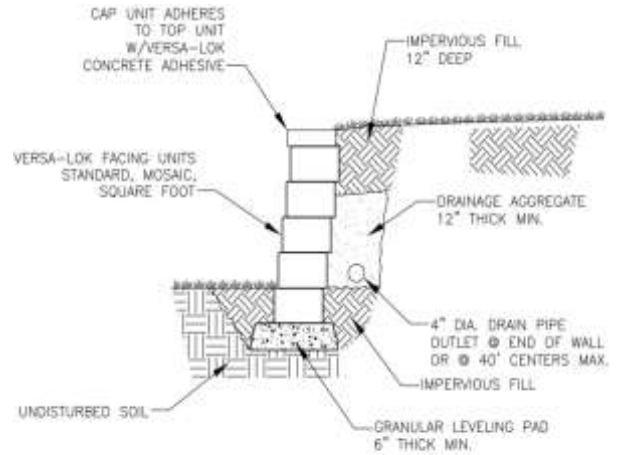 CAP UNIT ADHERES
TO TOP UNIT
W/VERSA-LOK
CONCRETE ADHESIVE
IMPERVIOUS FILL
12" DEEP
VERSA-LOK FACING UNITS
STANDARD, MOSAIC,
SQUARE FOOT
DRAINAGE AGGREGATE
12" THICK MIN.
4" DIA. DRAIN PIPE
OUTLET @ END OF WALL
OR @ 40' CENTERS MAX.
IMPERVIOUS FILL
UNDISTURBED SOIL
GRANULAR LEVELING PAD
6" THICK MIN.